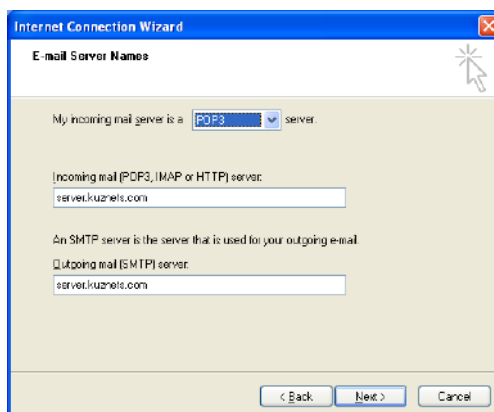 Internet Connection Wizard
E-mail Server Names
My incoming mail server is a POP3 server.
Incoming mail (POP3, IMAP or HTTP) server:
server.kuznets.com
An SMTP server is the server that is used for your outgoing e-mail.
Outgoing mail (SMTP) server:
server.kuznets.com
< Back Next > Cancel